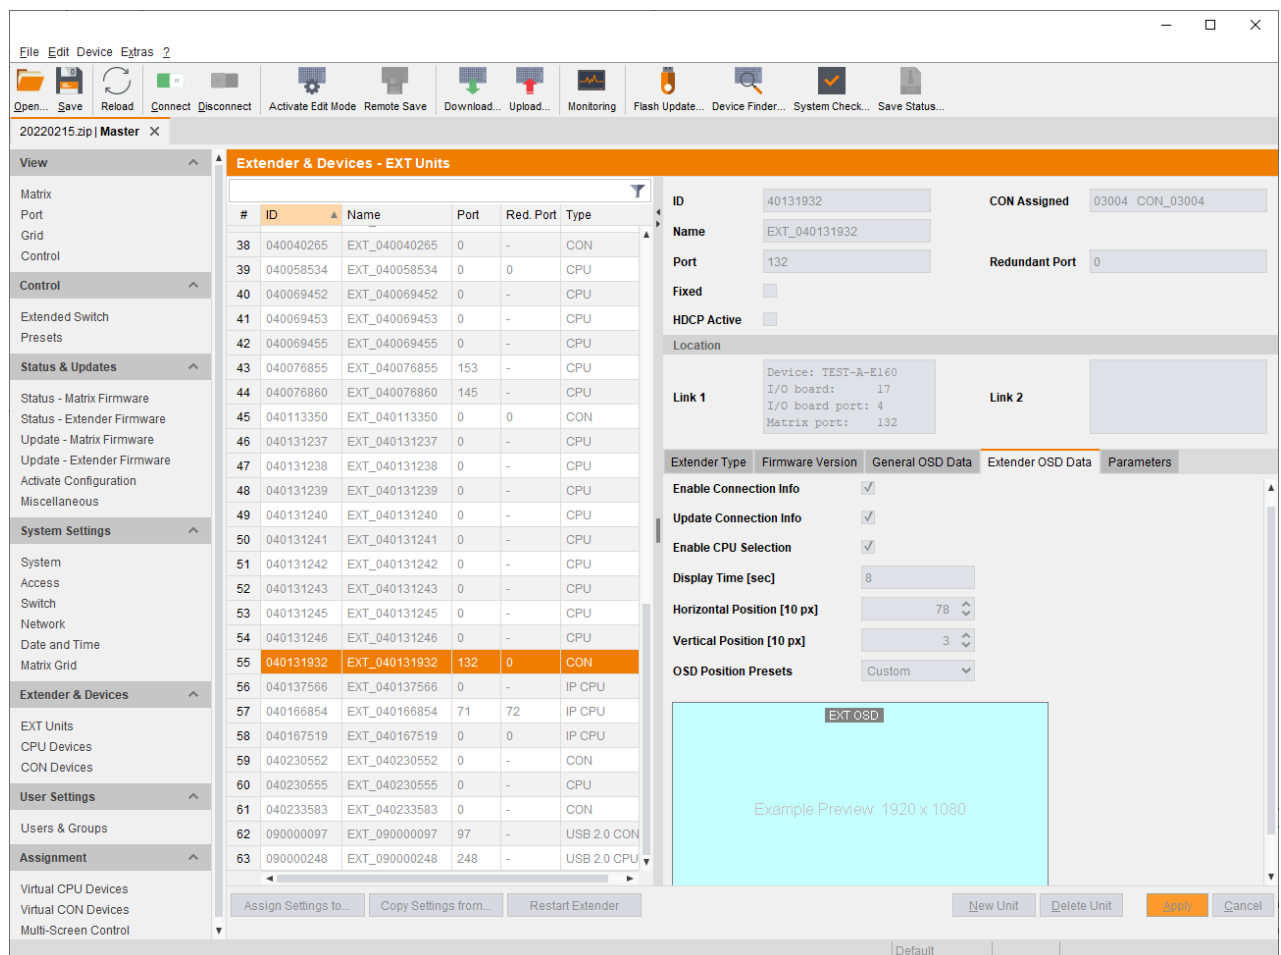 File Edit Device Extras ?
Open... Save Reload Connect Disconnect Activate Edit Mode Remote Save Download... Upload... Monitoring Flash Update... Device Finder... System Check... Save Status...
20220215.zip | Master
View
Matrix
Port
Grid
Control
Control
Extended Switch
Presets
Status & Updates
Status - Matrix Firmware
Status - Extender Firmware
Update - Matrix Firmware
Update - Extender Firmware
Activate Configuration
Miscellaneous
System Settings
System
Access
Switch
Network
Date and Time
Matrix Grid
Extender & Devices
EXT Units
CPU Devices
CON Devices
User Settings
Users & Groups
Assignment
Virtual CPU Devices
Virtual CON Devices
Multi-Screen Control
Extender & Devices - EXT Units
# ID Name Port Red. Port Type
38 040040265 EXT_040040265 0 - CON
39 040058534 EXT_040058534 0 0 CPU
40 040069452 EXT_040069452 0 - CPU
41 040069453 EXT_040069453 0 - CPU
42 040069455 EXT_040069455 0 - CPU
43 040076855 EXT_040076855 153 - CPU
44 040076860 EXT_040076860 145 - CPU
45 040113350 EXT_040113350 0 0 CON
46 040131237 EXT_040131237 0 - CPU
47 040131238 EXT_040131238 0 - CPU
48 040131239 EXT_040131239 0 - CPU
49 040131240 EXT_040131240 0 - CPU
50 040131241 EXT_040131241 0 - CPU
51 040131242 EXT_040131242 0 - CPU
52 040131243 EXT_040131243 0 - CPU
53 040131245 EXT_040131245 0 - CPU
54 040131246 EXT_040131246 0 - CPU
55 040131932 EXT_040131932 132 0 CON
56 040137566 EXT_040137566 0 - IP CPU
57 040166854 EXT_040166854 71 72 IP CPU
58 040167519 EXT_040167519 0 0 IP CPU
59 040230552 EXT_040230552 0 - CON
60 040230555 EXT_040230555 0 - CPU
61 040233583 EXT_040233583 0 - CON
62 090000097 EXT_090000097 97 - USB 2.0 CON
63 090000248 EXT_090000248 248 - USB 2.0 CPU
ID 40131932 CON Assigned 03004 CON_03004
Name EXT_040131932
Port 132 Redundant Port 0
Fixed
HDCP Active
Location
Link 1
Device: TEST-A-E160
I/O board: 17
I/O board port: 4
Matrix port: 132
Link 2
Extender Type Firmware Version General OSD Data Extender OSD Data Parameters
Enable Connection Info
Update Connection Info
Enable CPU Selection
Display Time [sec] 8
Horizontal Position [10 px] 78
Vertical Position [10 px] 3
OSD Position Presets Custom
EXT OSD
Example Preview: 1920 x 1080
Assign Settings to... Copy Settings from... Restart Extender New Unit Delete Unit Apply Cancel
Default